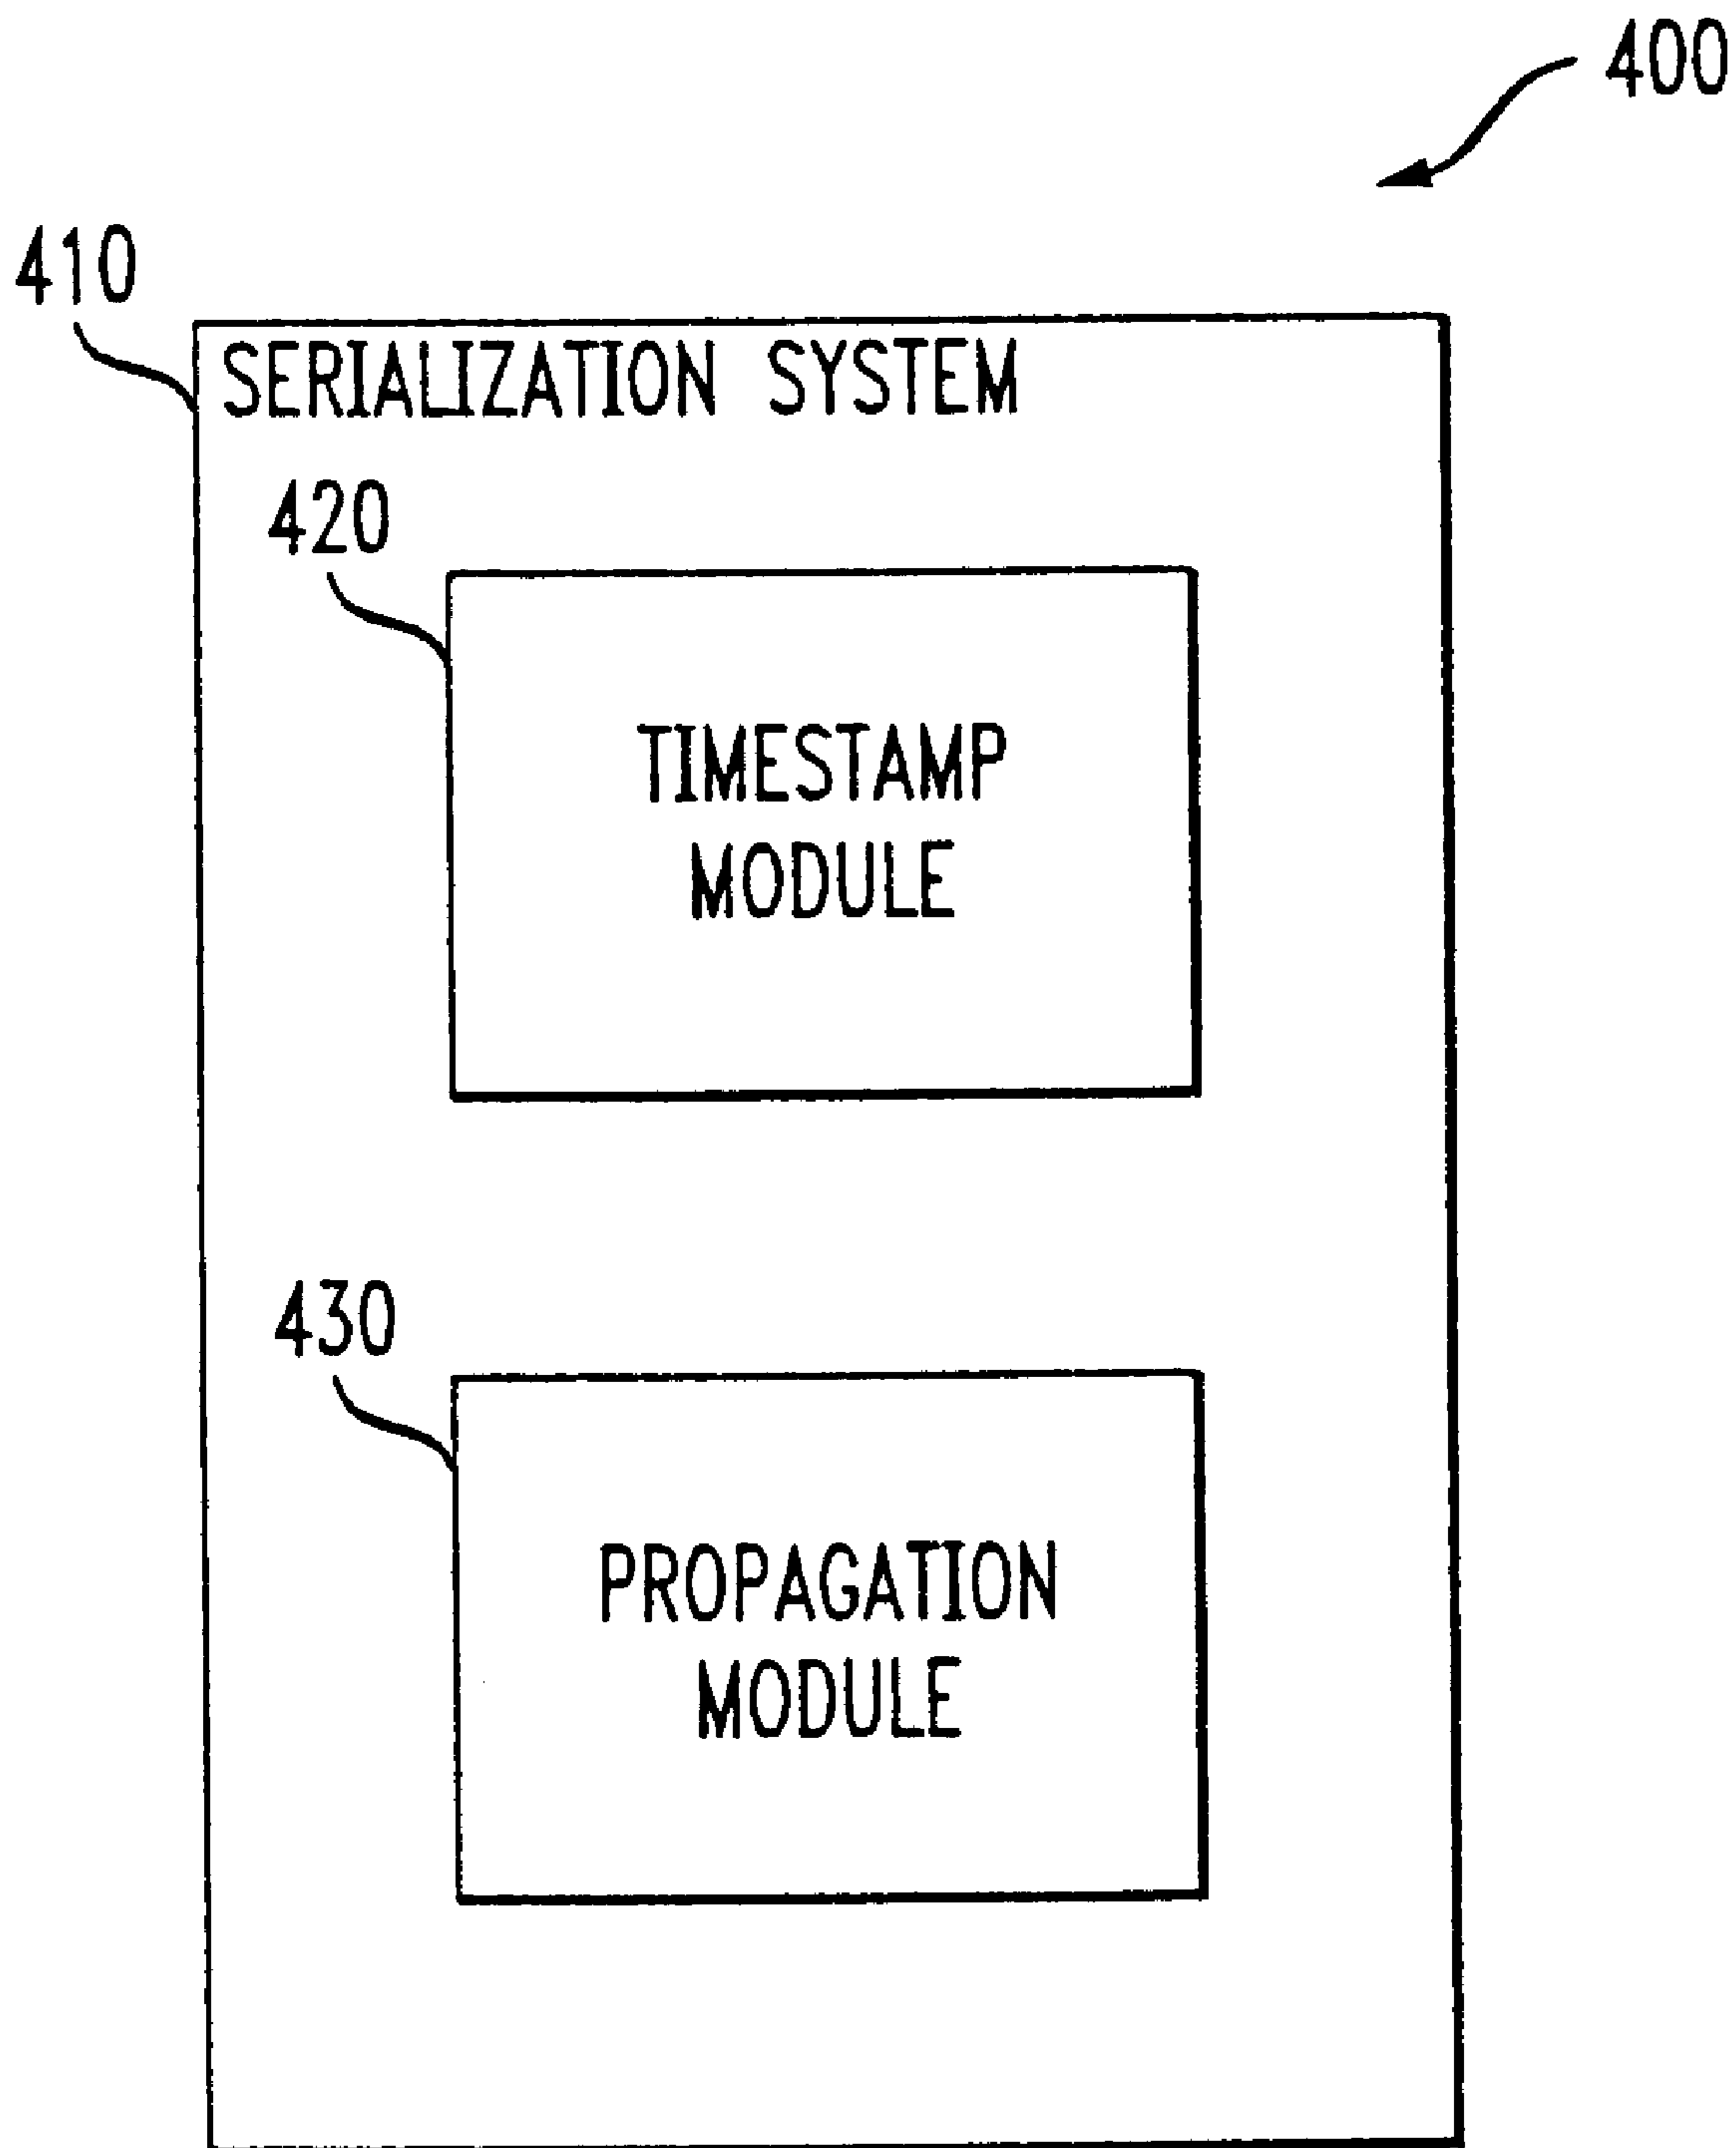 400
410
SERIALIZATION SYSTEM
420
TIMESTAMP
MODULE
430
PROPAGATION
MODULE